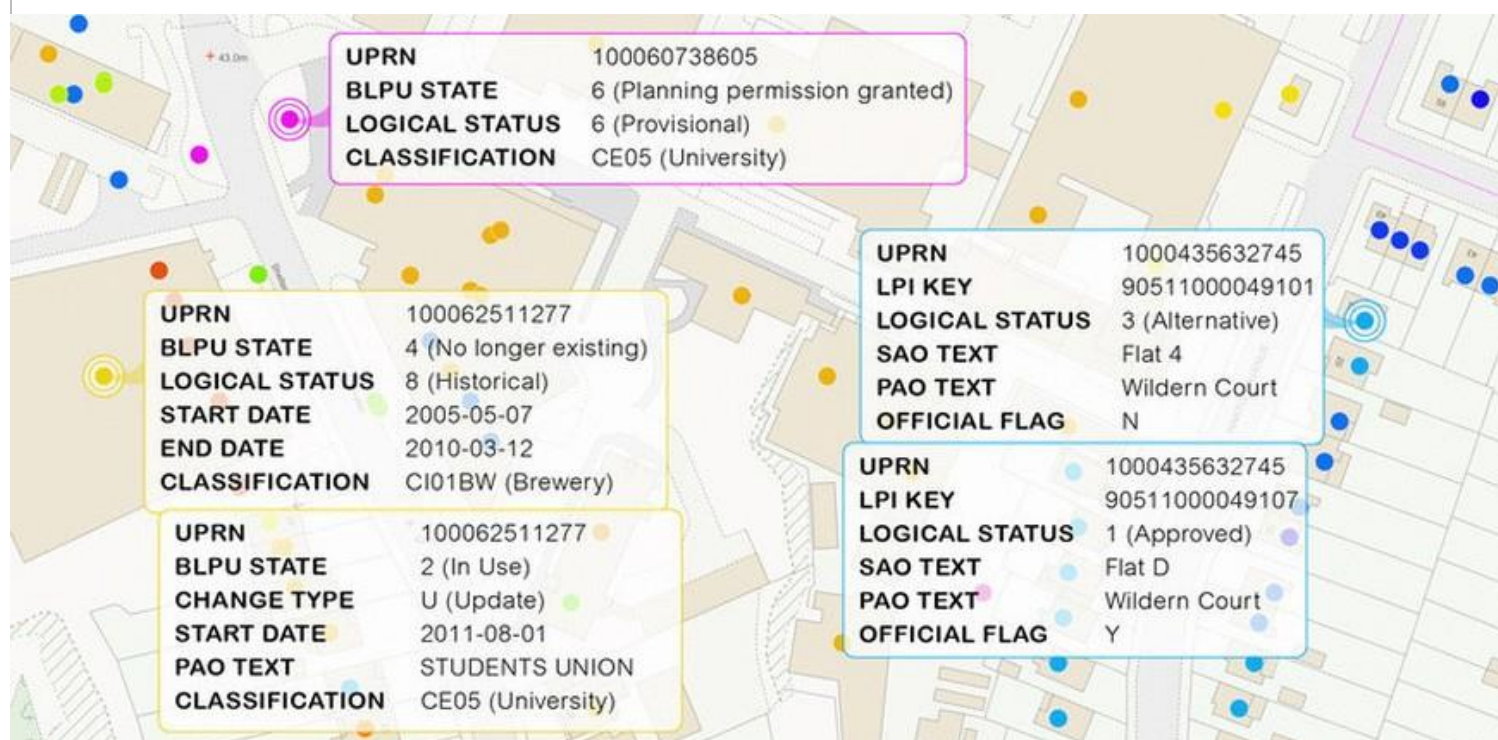 43.0m
UPRN 100060738605
BLPU STATE 6 (Planning permission granted)
LOGICAL STATUS 6 (Provisional)
CLASSIFICATION CE05 (University)
UPRN 1000435632745
LPI KEY 90511000049101
LOGICAL STATUS 3 (Alternative)
SAO TEXT Flat 4
PAO TEXT Wildern Court
OFFICIAL FLAG N
UPRN 100062511277
BLPU STATE 4 (No longer existing)
LOGICAL STATUS 8 (Historical)
START DATE 2005-05-07
END DATE 2010-03-12
CLASSIFICATION CI01BW (Brewery)
UPRN 1000435632745
LPI KEY 90511000049107
LOGICAL STATUS 1 (Approved)
SAO TEXT Flat D
PAO TEXT Wildern Court
OFFICIAL FLAG Y
UPRN 100062511277
BLPU STATE 2 (In Use)
CHANGE TYPE U (Update)
START DATE 2011-08-01
PAO TEXT STUDENTS UNION
CLASSIFICATION CE05 (University)